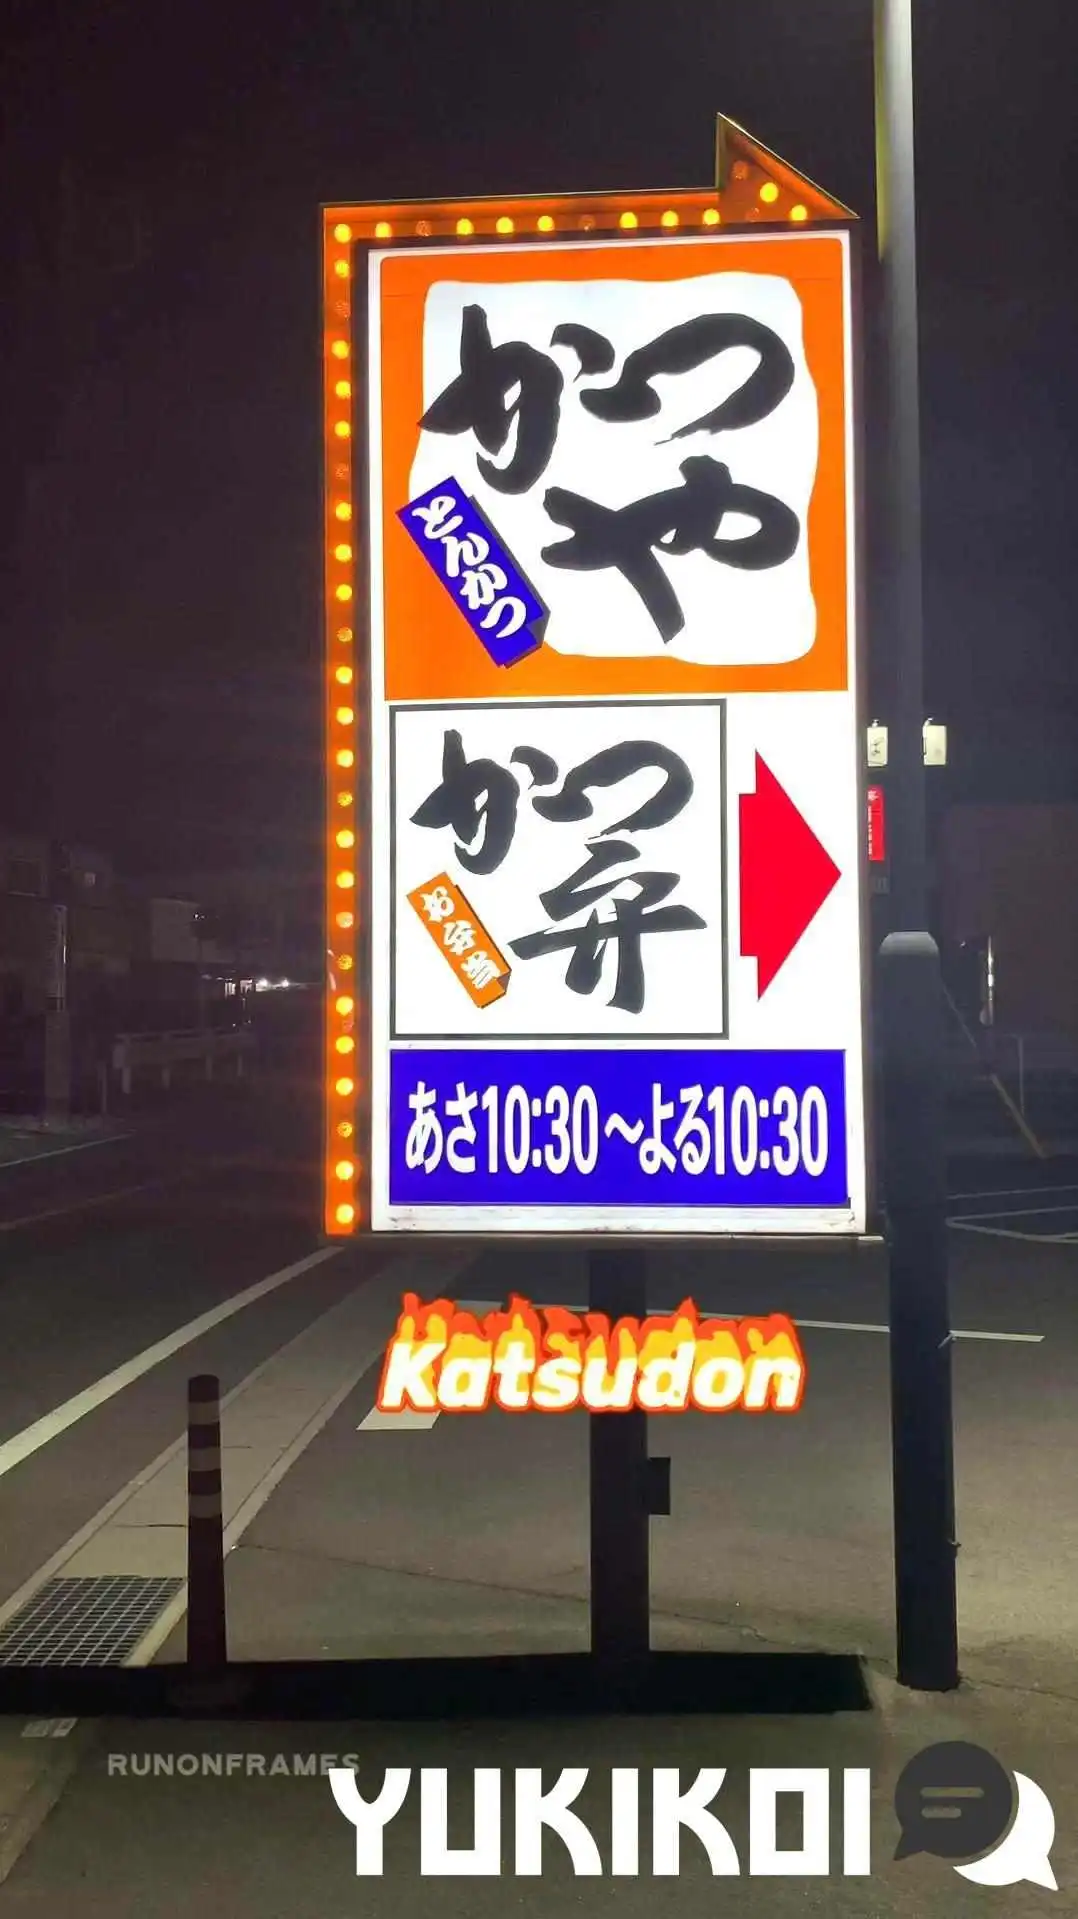 かつや
とんかつ
かつ弁
お弁当
あさ10:30～よる10:30
Katsudon
RUNONFRAMES
YUKIKOI